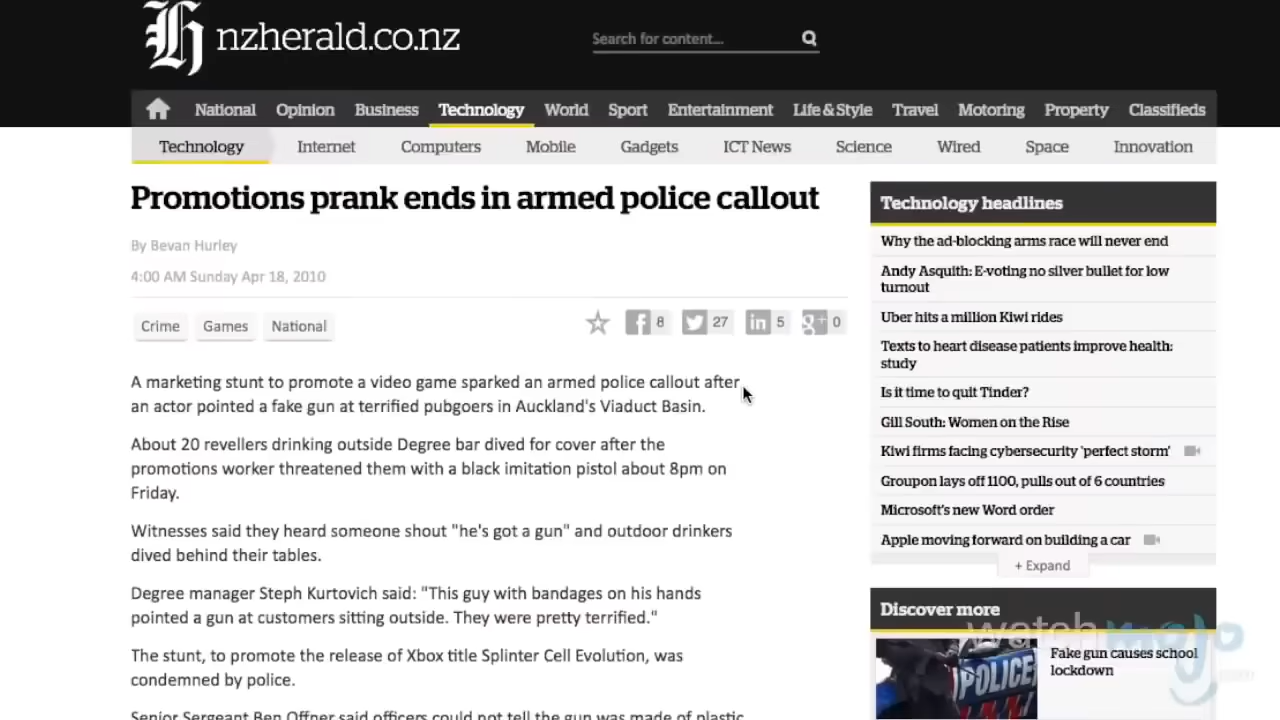 nzherald.co.nz
Search for content...
National Opinion Business Technology World Sport Entertainment Life & Style Travel Motoring Property Classifieds
Technology Internet Computers Mobile Gadgets ICT News Science Wired Space Innovation
Promotions prank ends in armed police callout
By Bevan Hurley
4:00 AM Sunday Apr 18, 2010
Crime Games National
8 27 5 0
A marketing stunt to promote a video game sparked an armed police callout after
an actor pointed a fake gun at terrified pubgoers in Auckland's Viaduct Basin.
About 20 revellers drinking outside Degree bar dived for cover after the
promotions worker threatened them with a black imitation pistol about 8pm on
Friday.
Witnesses said they heard someone shout "he's got a gun" and outdoor drinkers
dived behind their tables.
Degree manager Steph Kurtovich said: "This guy with bandages on his hands
pointed a gun at customers sitting outside. They were pretty terrified."
The stunt, to promote the release of Xbox title Splinter Cell Evolution, was
condemned by police.
Senior Sergeant Ben Offner said officers could not tell the gun was made of plastic
Technology headlines
Why the ad-blocking arms race will never end
Andy Asquith: E-voting no silver bullet for low
turnout
Uber hits a million Kiwi rides
Texts to heart disease patients improve health:
study
Is it time to quit Tinder?
Gill South: Women on the Rise
Kiwi firms facing cybersecurity 'perfect storm'
Groupon lays off 1100, pulls out of 6 countries
Microsoft's new Word order
Apple moving forward on building a car
+ Expand
Discover more
Fake gun causes school
lockdown
POLICE
watchmojo
.com